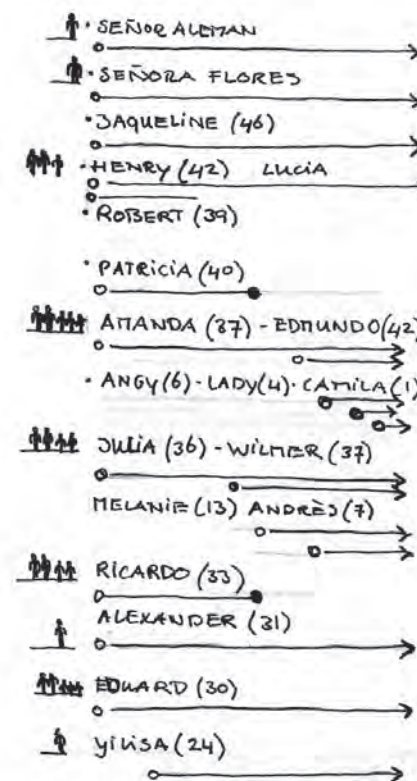 • SEÑOR ALEMAN
• SEÑORA FLORES
• JAQUELINE (46)
• HENRY (42) LUCIA
• ROBERT (39)
• PATRICIA (40)
AMANDA (37) - EDMUNDO (42)
• ANGY (6) - LADY (4) • CAMILA (1)
JULIA (36) - WILMER (37)
MELANIE (13) ANDRÈS (7)
RICARDO (33)
ALEXANDER (31)
EDUARD (30)
YILISA (24)